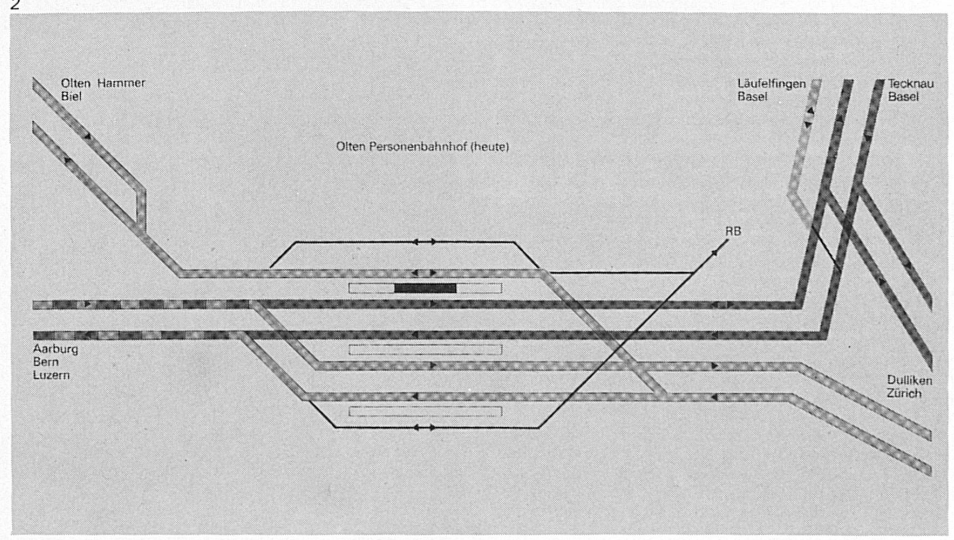 2
Olten Hammer
Biel
Läufelfingen
Basel
Tecknau
Basel
Olten Personenbahnhof (heute)
RB
Aarburg
Bern
Luzern
Dulliken
Zürich